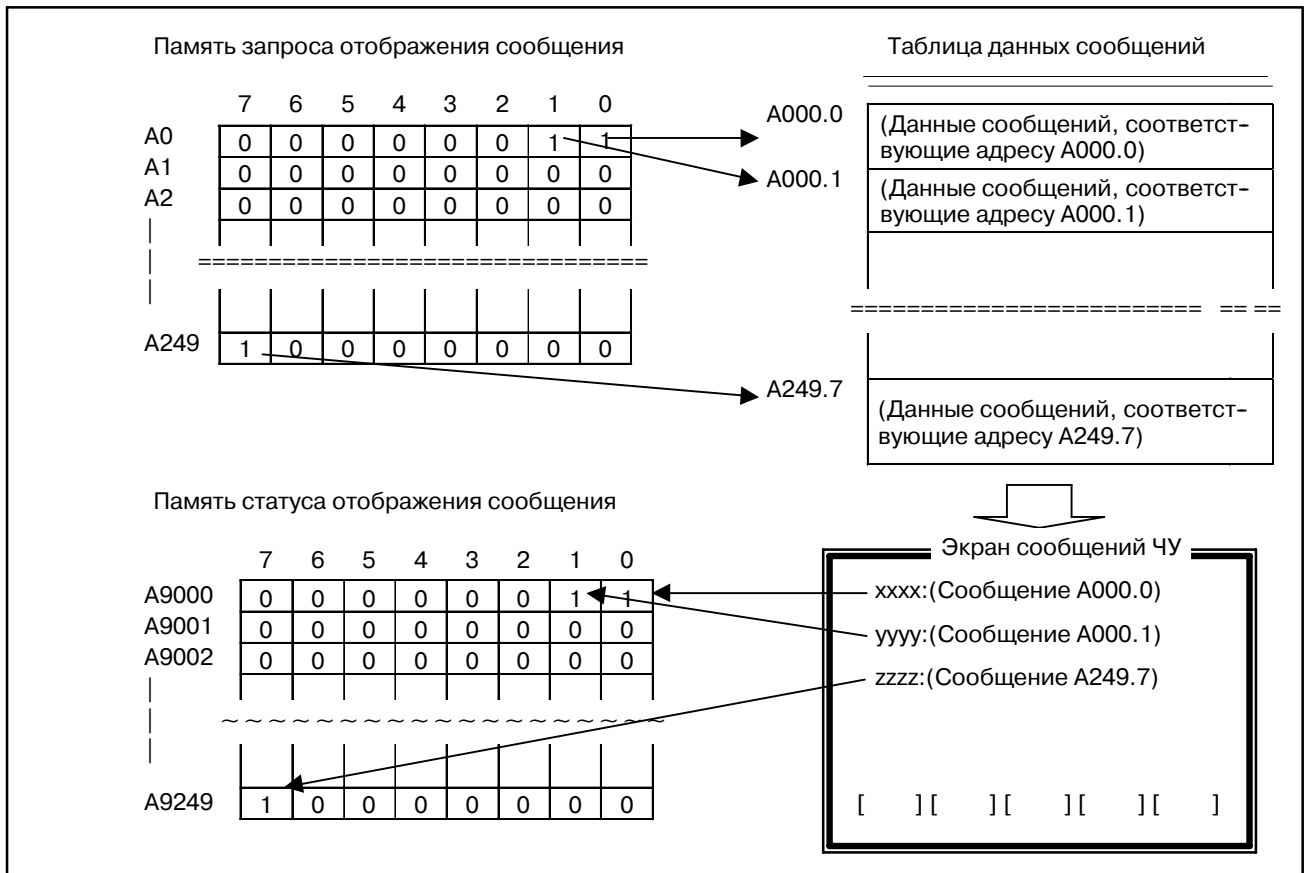 Память запроса отображения сообщения
Таблица данных сообщений
7 6 5 4 3 2 1 0
A0 0 0 0 0 0 0 1 1
A1 0 0 0 0 0 0 0 0
A2 0 0 0 0 0 0 0 0
A249 1 0 0 0 0 0 0 0
A000.0
(Данные сообщений, соответст-
вующие адресу A000.0)
A000.1
(Данные сообщений, соответст-
вующие адресу A000.1)
A249.7
(Данные сообщений, соответст-
вующие адресу A249.7)
Память статуса отображения сообщения
7 6 5 4 3 2 1 0
A9000 0 0 0 0 0 0 1 1
A9001 0 0 0 0 0 0 0 0
A9002 0 0 0 0 0 0 0 0
A9249 1 0 0 0 0 0 0 0
Экран сообщений ЧУ
xxxx:(Сообщение A000.0)
yyyy:(Сообщение A000.1)
zzzz:(Сообщение A249.7)
[ ] [ ] [ ] [ ] [ ]